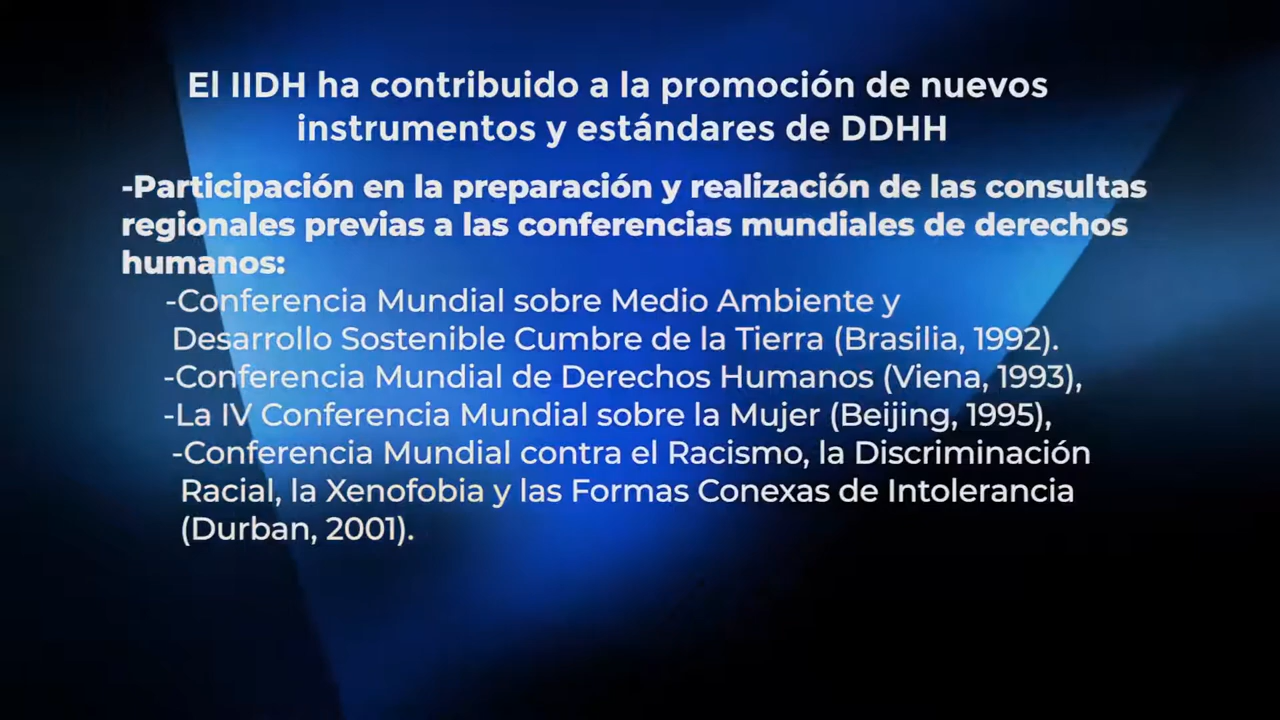 El IIDH ha contribuido a la promoción de nuevos
instrumentos y estándares de DDHH
-Participación en la preparación y realización de las consultas
regionales previas a las conferencias mundiales de derechos
humanos:
-Conferencia Mundial sobre Medio Ambiente y
Desarrollo Sostenible Cumbre de la Tierra (Brasilia, 1992).
-Conferencia Mundial de Derechos Humanos (Viena, 1993),
-La IV Conferencia Mundial sobre la Mujer (Beijing, 1995),
-Conferencia Mundial contra el Racismo, la Discriminación
Racial, la Xenofobia y las Formas Conexas de Intolerancia
(Durban, 2001).